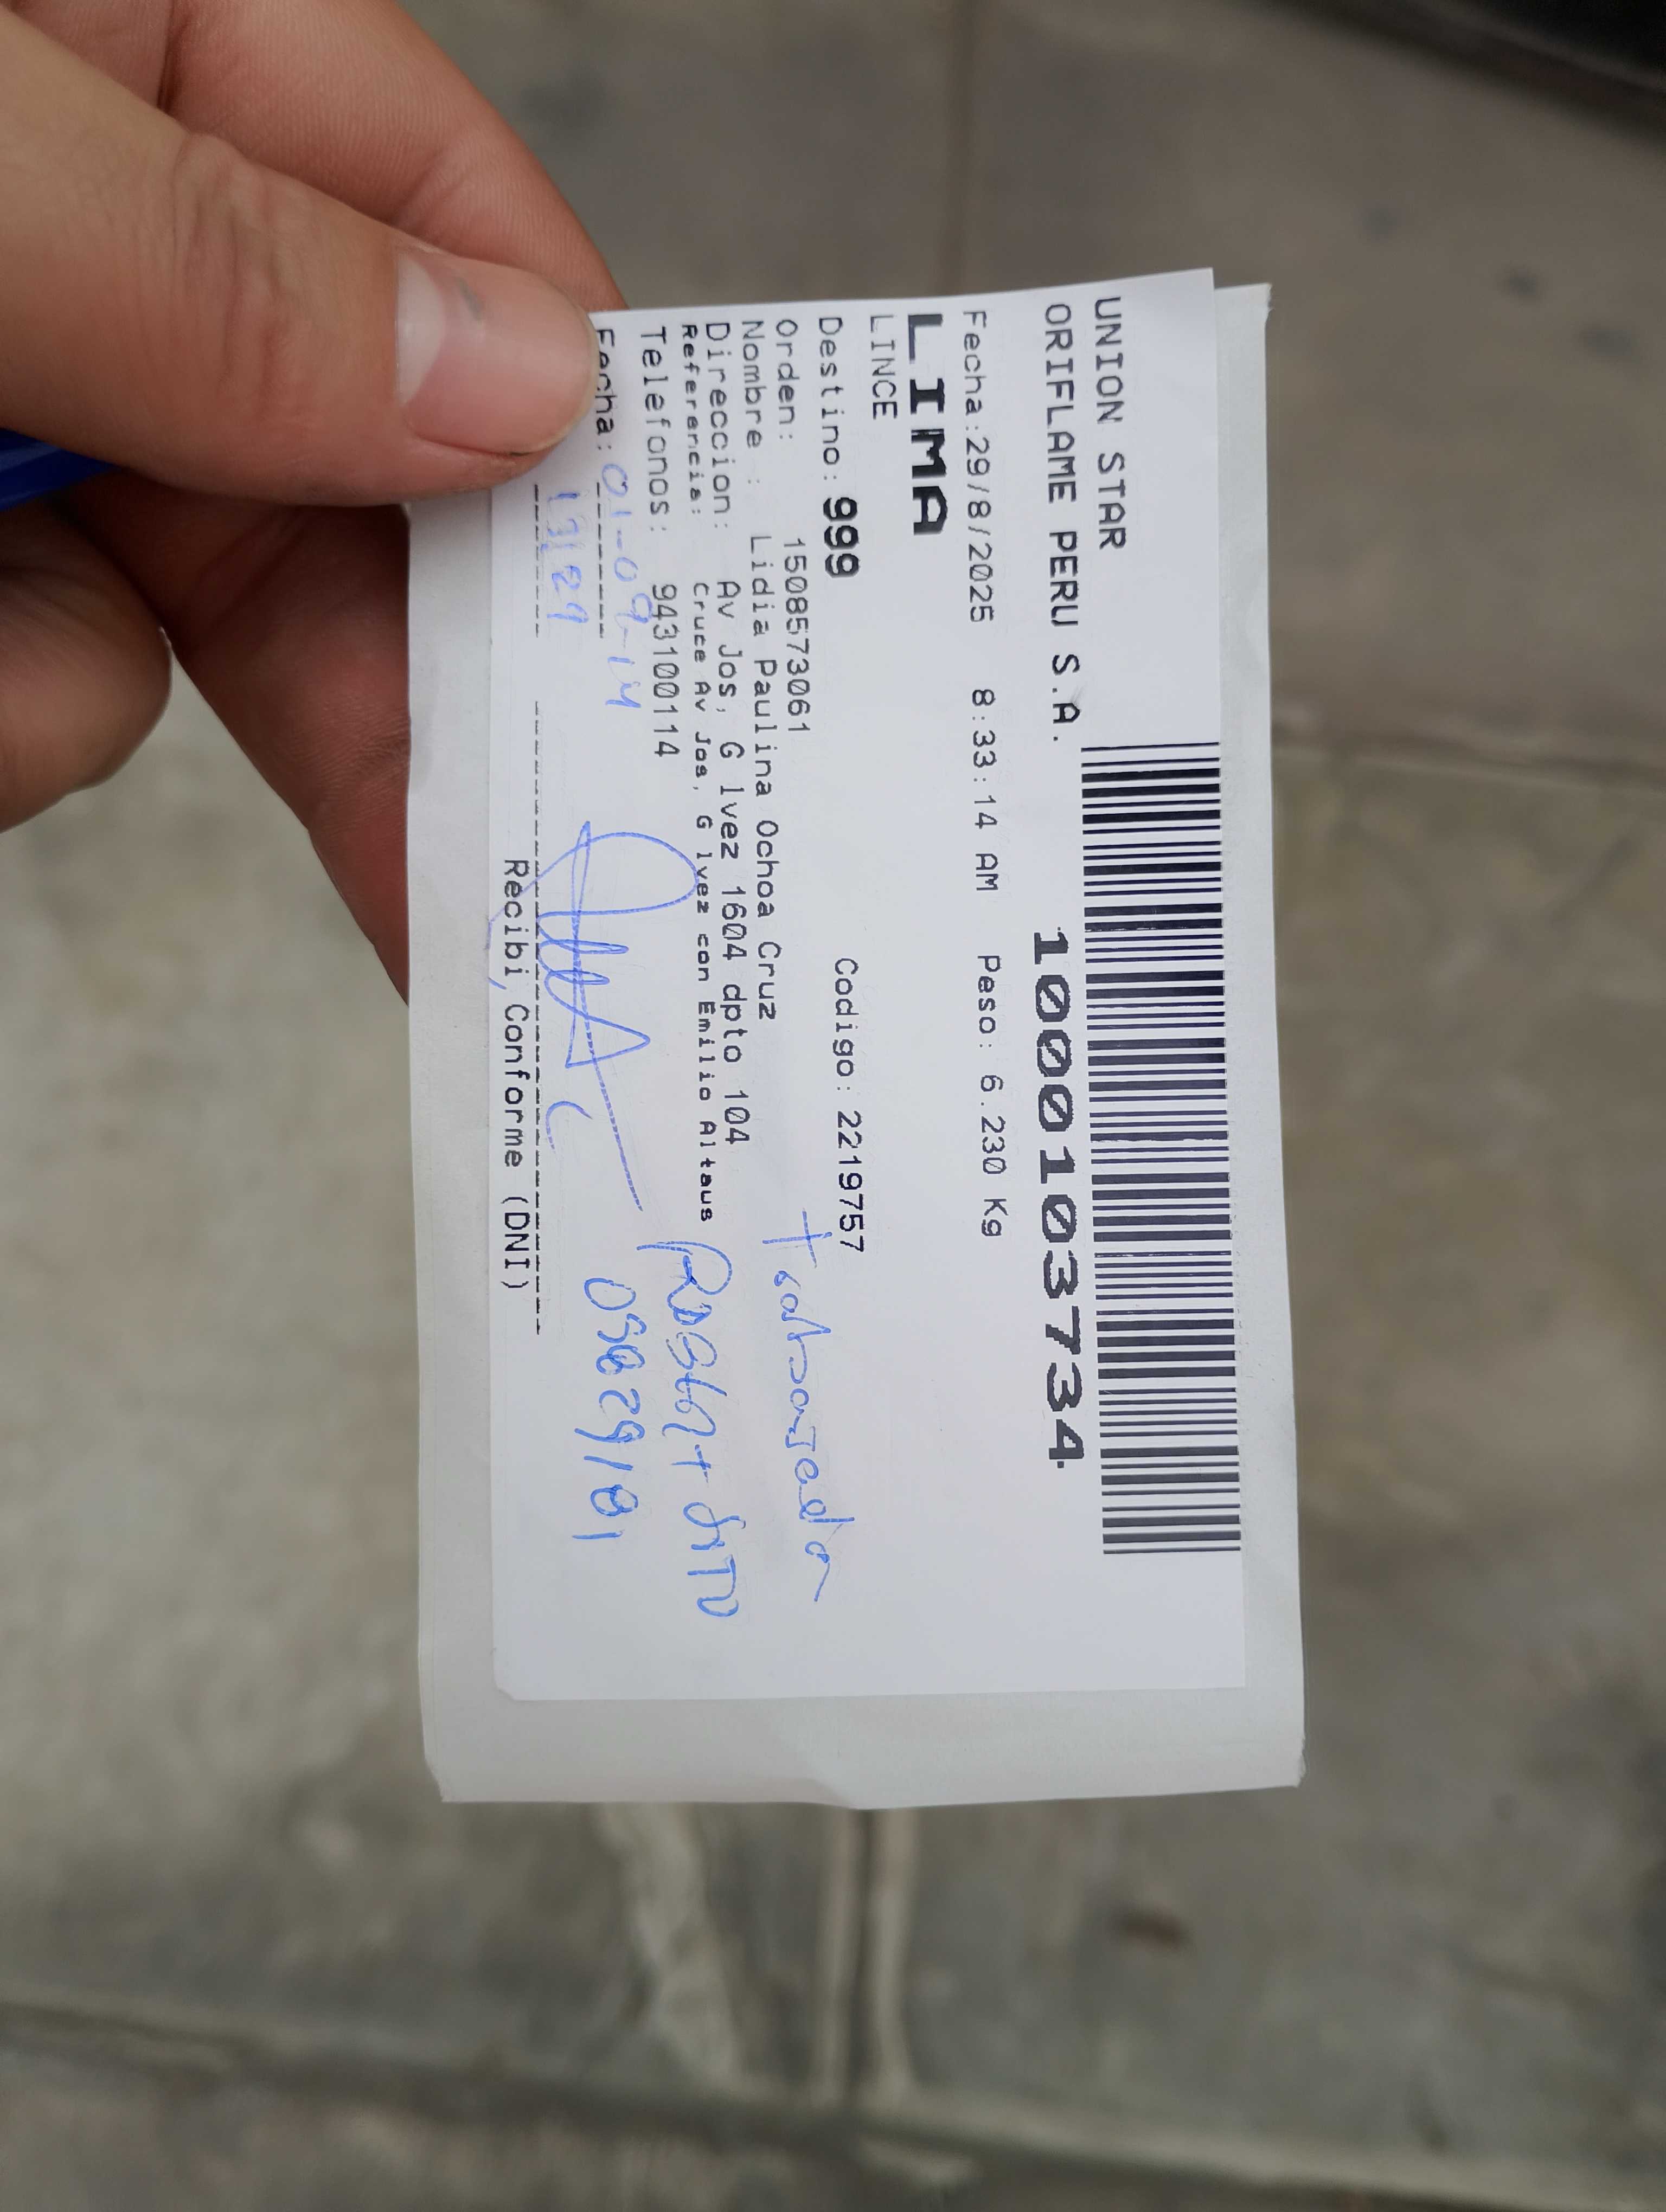 UNION STAR
ORIFLAME PERU S.A.
1000103734
Fecha:29/8/2025 8:33:14 AM Peso: 6.230 Kg
LIMA
LINCE
Destino: 999 Codigo: 2219757
Orden: 1508573061
Nombre : Lidia Paulina Ochoa Cruz
Direccion: Av Jos, G lvez 1604 dpto 104
Referencia: Cruce Av Jos, G lvez con Emilio Altaus
Telefonos: 943100114
Fecha: 01-09-
Recibi, Conforme (DNI)